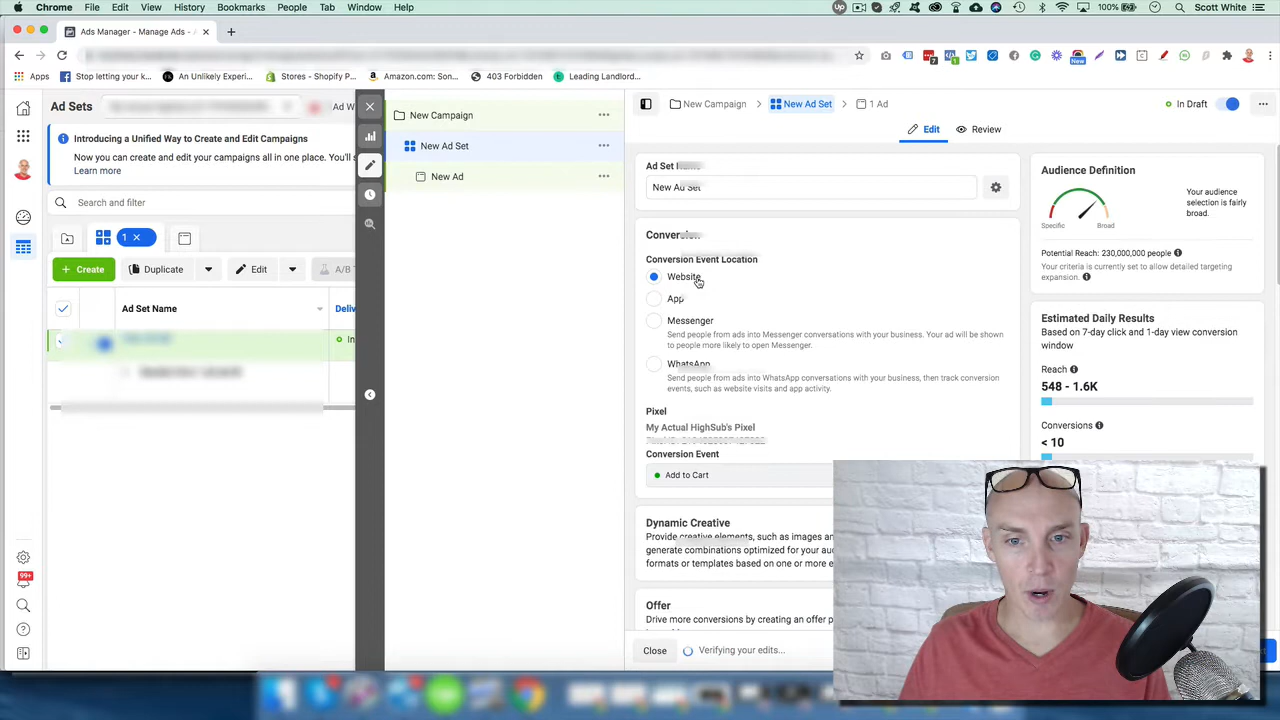 Chrome File Edit View History Bookmarks People Tab Window Help
100% Scott White
Ads Manager - Manage Ads -
Apps Stop letting your k... An Unlikely Experi... Stores - Shopify P... Amazon.com: Son... 403 Forbidden Leading Landlord...
Ad Sets
Introducing a Unified Way to Create and Edit Campaigns
Now you can create and edit your campaigns all in one place. You'll s
Learn more
Search and filter
1
Create Duplicate Edit A/B T
Ad Set Name Delive
In
99+
New Campaign
New Ad Set
New Ad
New Campaign New Ad Set 1 Ad In Draft
Edit Review
Ad Set Name
New Ad Set
Conversion
Conversion Event Location
Website
App
Messenger
Send people from ads into Messenger conversations with your business. Your ad will be shown
to people more likely to open Messenger.
WhatsApp
Send people from ads into WhatsApp conversations with your business, then track conversion
events, such as website visits and app activity.
Pixel
My Actual HighSub's Pixel
Conversion Event
Add to Cart
Dynamic Creative
Provide creative elements, such as images an
generate combinations optimized for your au
formats or templates based on one or more e
Offer
Drive more conversions by creating an offer p
Close Verifying your edits...
Audience Definition
Your audience
selection is fairly
broad.
Specific Broad
Potential Reach: 230,000,000 people
Your criteria is currently set to allow detailed targeting
expansion.
Estimated Daily Results
Based on 7-day click and 1-day view conversion
window
Reach
548 - 1.6K
Conversions
< 10